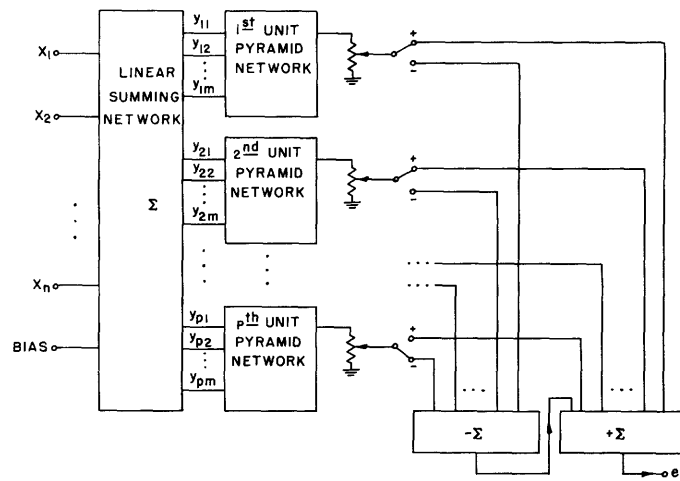 X₁
X₂
Xₙ
BIAS
LINEAR
SUMMING
NETWORK
Σ
y₁₁
y₁₂
y₁ₘ
1st UNIT
PYRAMID
NETWORK
+
−
y₂₁
y₂₂
y₂ₘ
2nd UNIT
PYRAMID
NETWORK
+
−
yₚ₁
yₚ₂
yₚₘ
pth UNIT
PYRAMID
NETWORK
+
−
−Σ
+Σ
e